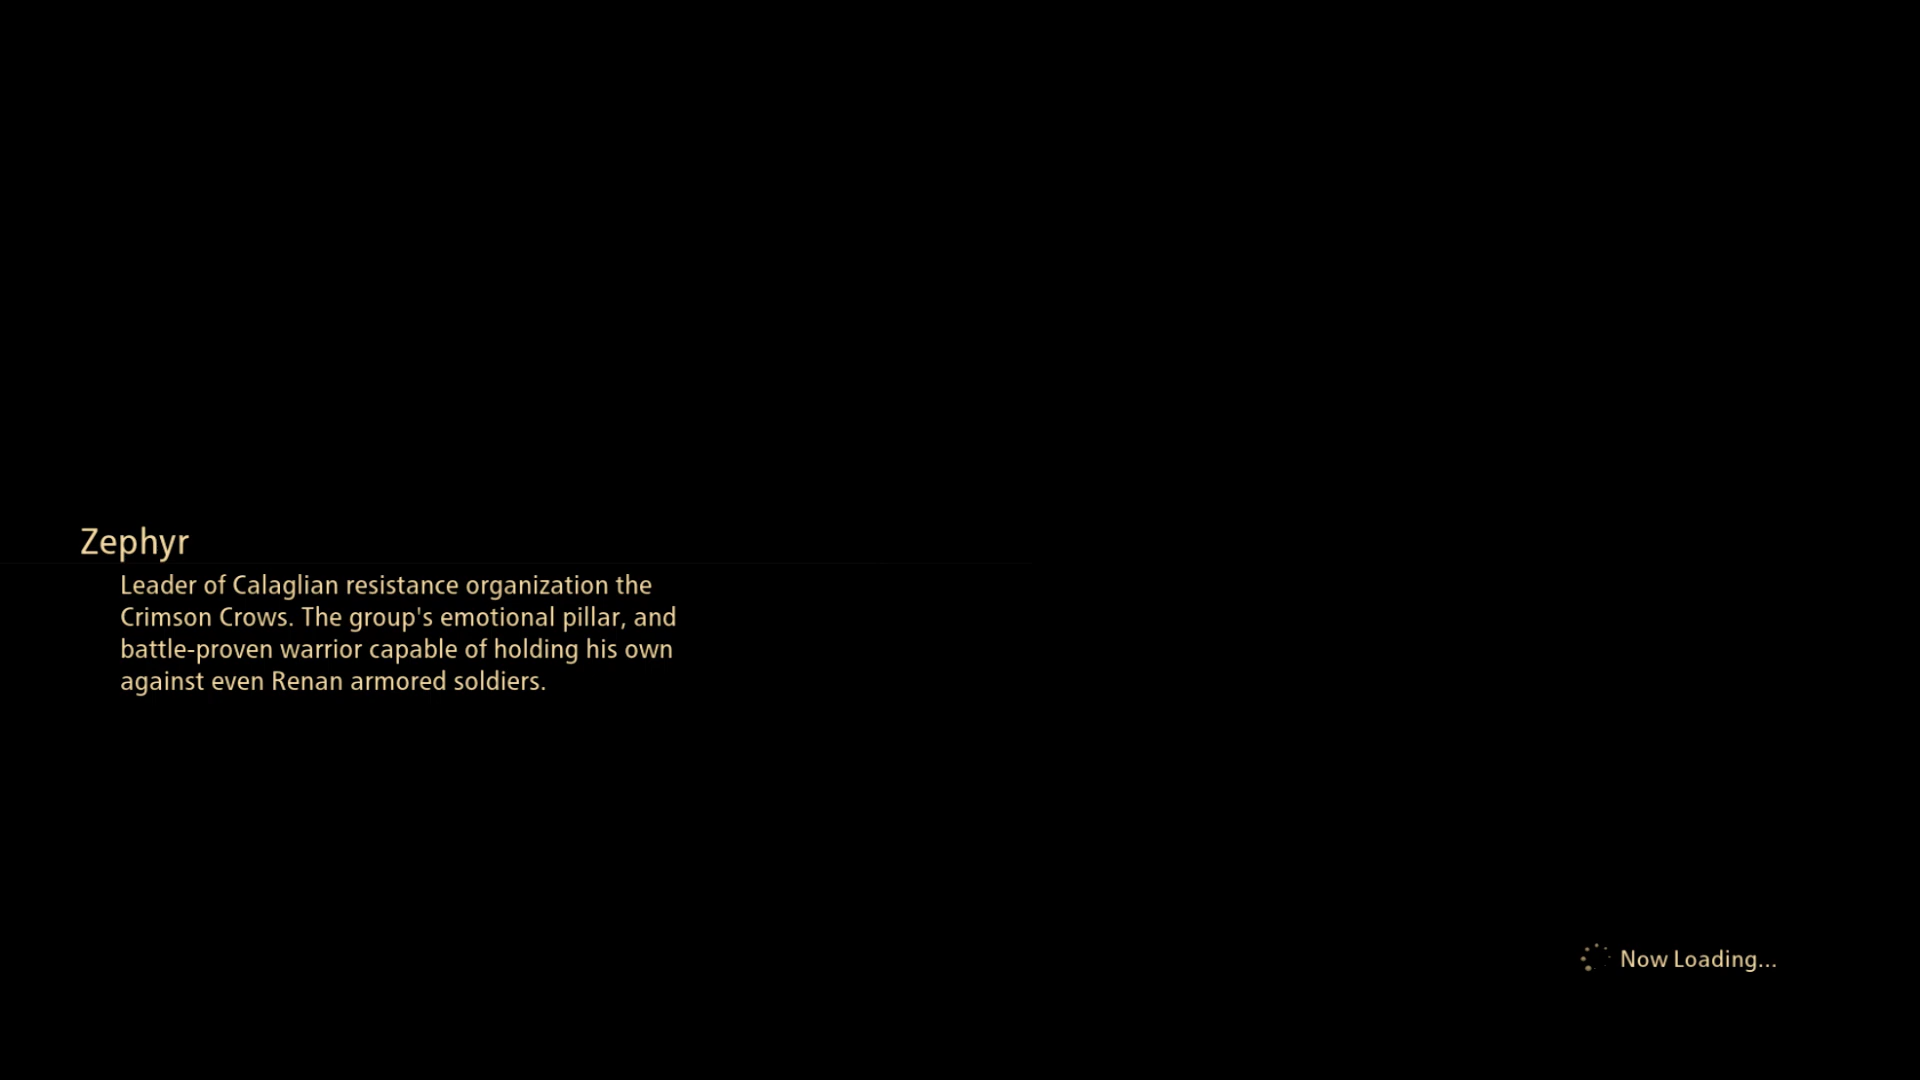 Zephyr
Leader of Calaglian resistance organization the
Crimson Crows. The group's emotional pillar, and
battle-proven warrior capable of holding his own
against even Renan armored soldiers.
Now Loading...